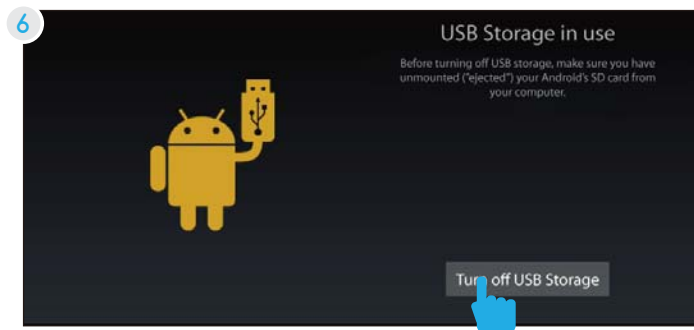 6
USB Storage in use
Before turning off USB storage, make sure you have
unmounted ("ejected") your Android's SD card from
your computer.
Turn off USB Storage